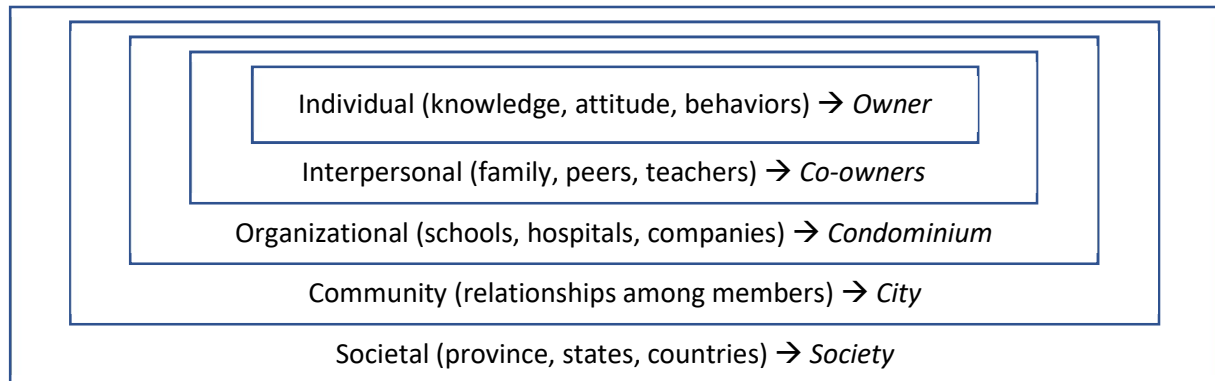 Individual (knowledge, attitude, behaviors) → Owner
Interpersonal (family, peers, teachers) → Co-owners
Organizational (schools, hospitals, companies) → Condominium
Community (relationships among members) → City
Societal (province, states, countries) → Society